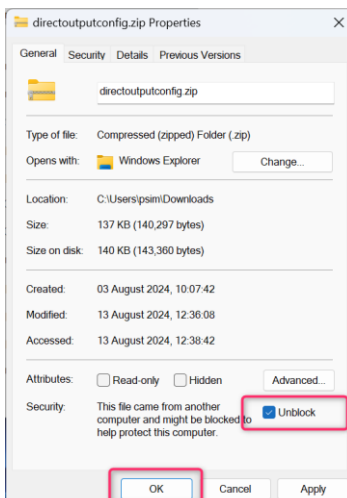 directoutputconfig.zip Properties
General Security Details Previous Versions
directoutputconfig.zip
Type of file: Compressed (zipped) Folder (.zip)
Opens with: Windows Explorer Change...
Location: C:\Users\psim\Downloads
Size: 137 KB (140,297 bytes)
Size on disk: 140 KB (143,360 bytes)
Created: 03 August 2024, 10:07:42
Modified: 13 August 2024, 12:36:08
Accessed: 13 August 2024, 12:38:42
Attributes: Read-only Hidden Advanced...
Security: This file came from another
computer and might be blocked to
help protect this computer.
Unblock
OK Cancel Apply